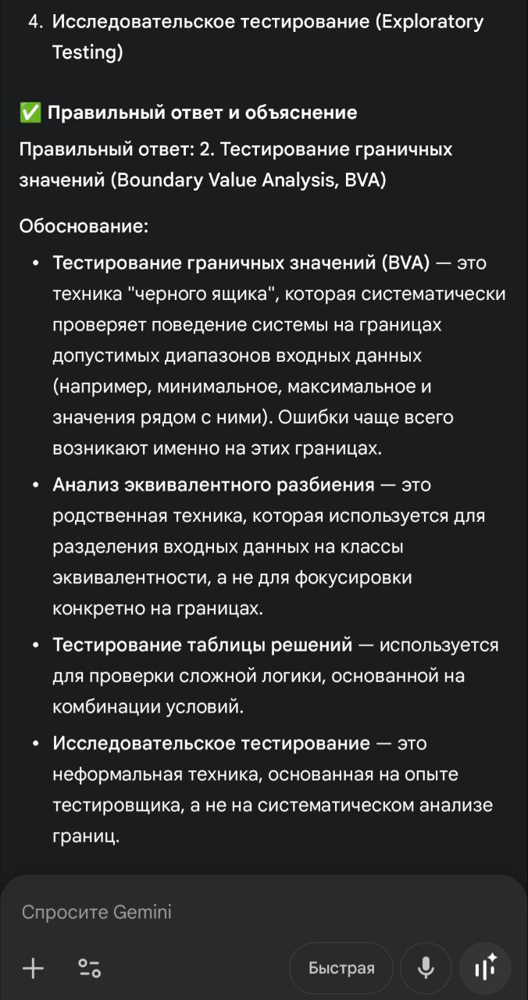 4. Исследовательское тестирование (Exploratory
Testing)
✅ Правильный ответ и объяснение
Правильный ответ: 2. Тестирование граничных
значений (Boundary Value Analysis, BVA)
Обоснование:
• Тестирование граничных значений (BVA) — это
техника "черного ящика", которая систематически
проверяет поведение системы на границах
допустимых диапазонов входных данных
(например, минимальное, максимальное и
значения рядом с ними). Ошибки чаще всего
возникают именно на этих границах.
• Анализ эквивалентного разбиения — это
родственная техника, которая используется для
разделения входных данных на классы
эквивалентности, а не для фокусировки
конкретно на границах.
• Тестирование таблицы решений — используется
для проверки сложной логики, основанной на
комбинации условий.
• Исследовательское тестирование — это
неформальная техника, основанная на опыте
тестировщика, а не на систематическом анализе
границ.
Спросите Gemini
Быстрая